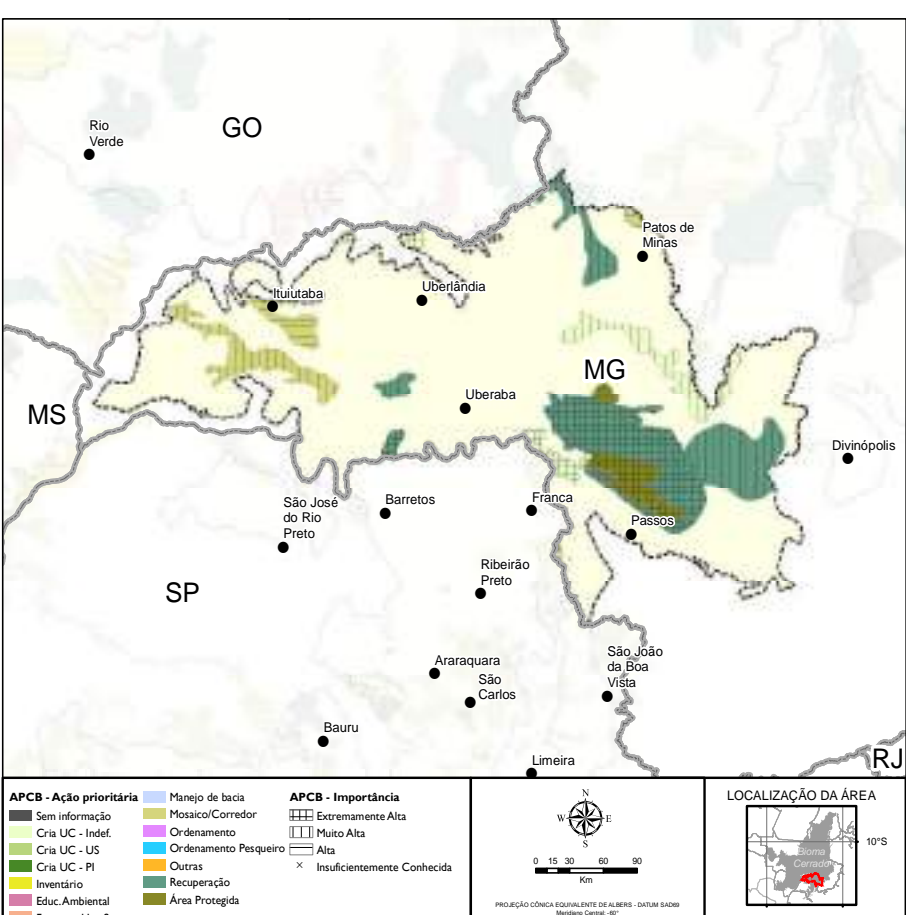 GO
Rio
Verde
Patos de
Minas
Ituiutaba
Uberlândia
MG
MS
Uberaba
Divinópolis
São José
do Rio
Preto
Barretos
Franca
Passos
SP
Ribeirão
Preto
São João
da Boa
Vista
Araraquara
São
Carlos
Bauru
Limeira
RJ
APCB - Ação prioritária
Sem informação
Cria UC - Indef.
Cria UC - US
Cria UC - PI
Inventário
Educ.Ambiental
Manejo de bacia
Mosaico/Corredor
Ordenamento
Ordenamento Pesqueiro
Outras
Recuperação
Área Protegida
APCB - Importância
Extremamente Alta
Muito Alta
Alta
× Insuficientemente Conhecida
N
W E
S
0 15 30 60 90
Km
PROJEÇÃO CÔNICA EQUIVALENTE DE ALBERS - DATUM SAD69
Meridiano Central: -60°
LOCALIZAÇÃO DA ÁREA
10°S
Bioma
Cerrado